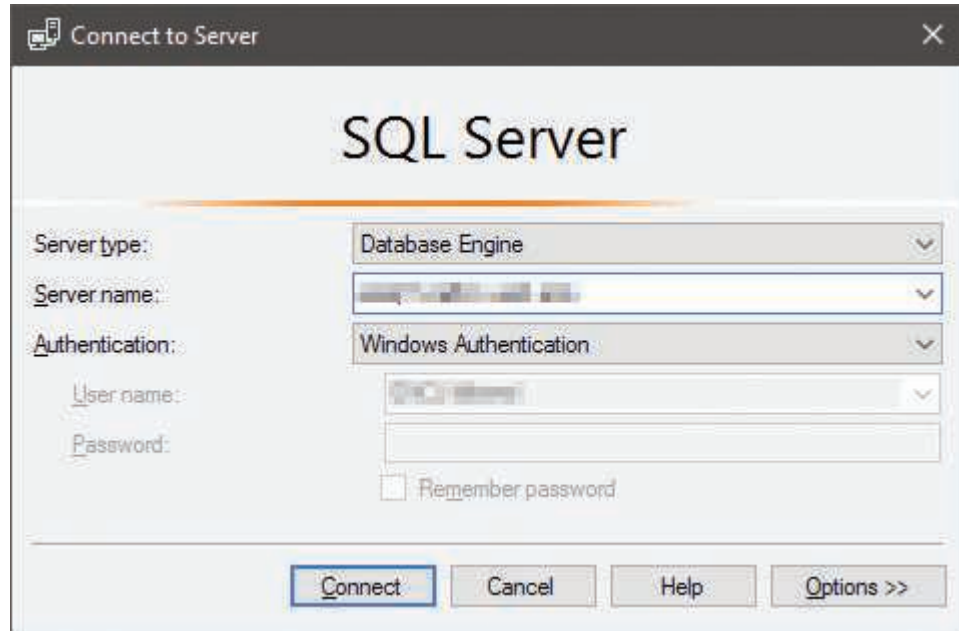 Connect to Server
SQL Server
Server type: Database Engine
Server name:
Authentication: Windows Authentication
User name:
Password:
Remember password
Connect Cancel Help Options >>